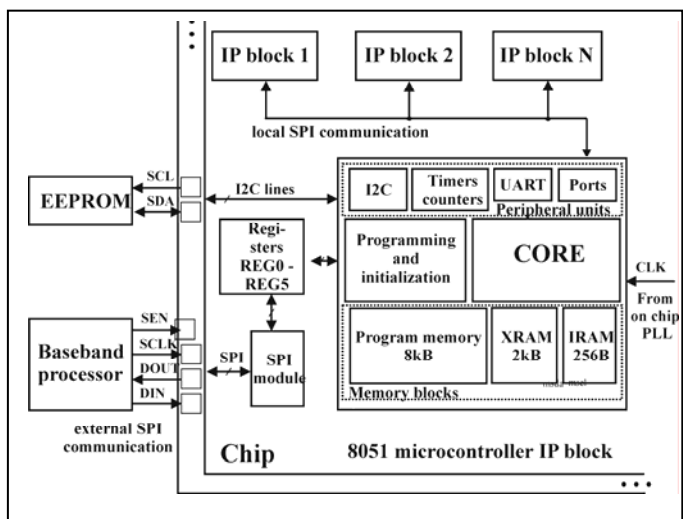 IP block 1
IP block 2
IP block N
local SPI communication
SCL
EEPROM
SDA
I2C lines
I2C
Timers
counters
UART
Ports
Peripheral units
Regi-
sters
REG0 -
REG5
Programming
and
initialization
CORE
CLK
From
on chip
PLL
SEN
SCLK
Baseband
processor
DOUT
DIN
SPI
SPI
module
Program memory
8kB
XRAM
2kB
IRAM
256B
Memory blocks
external SPI
communication
Chip
8051 microcontroller IP block